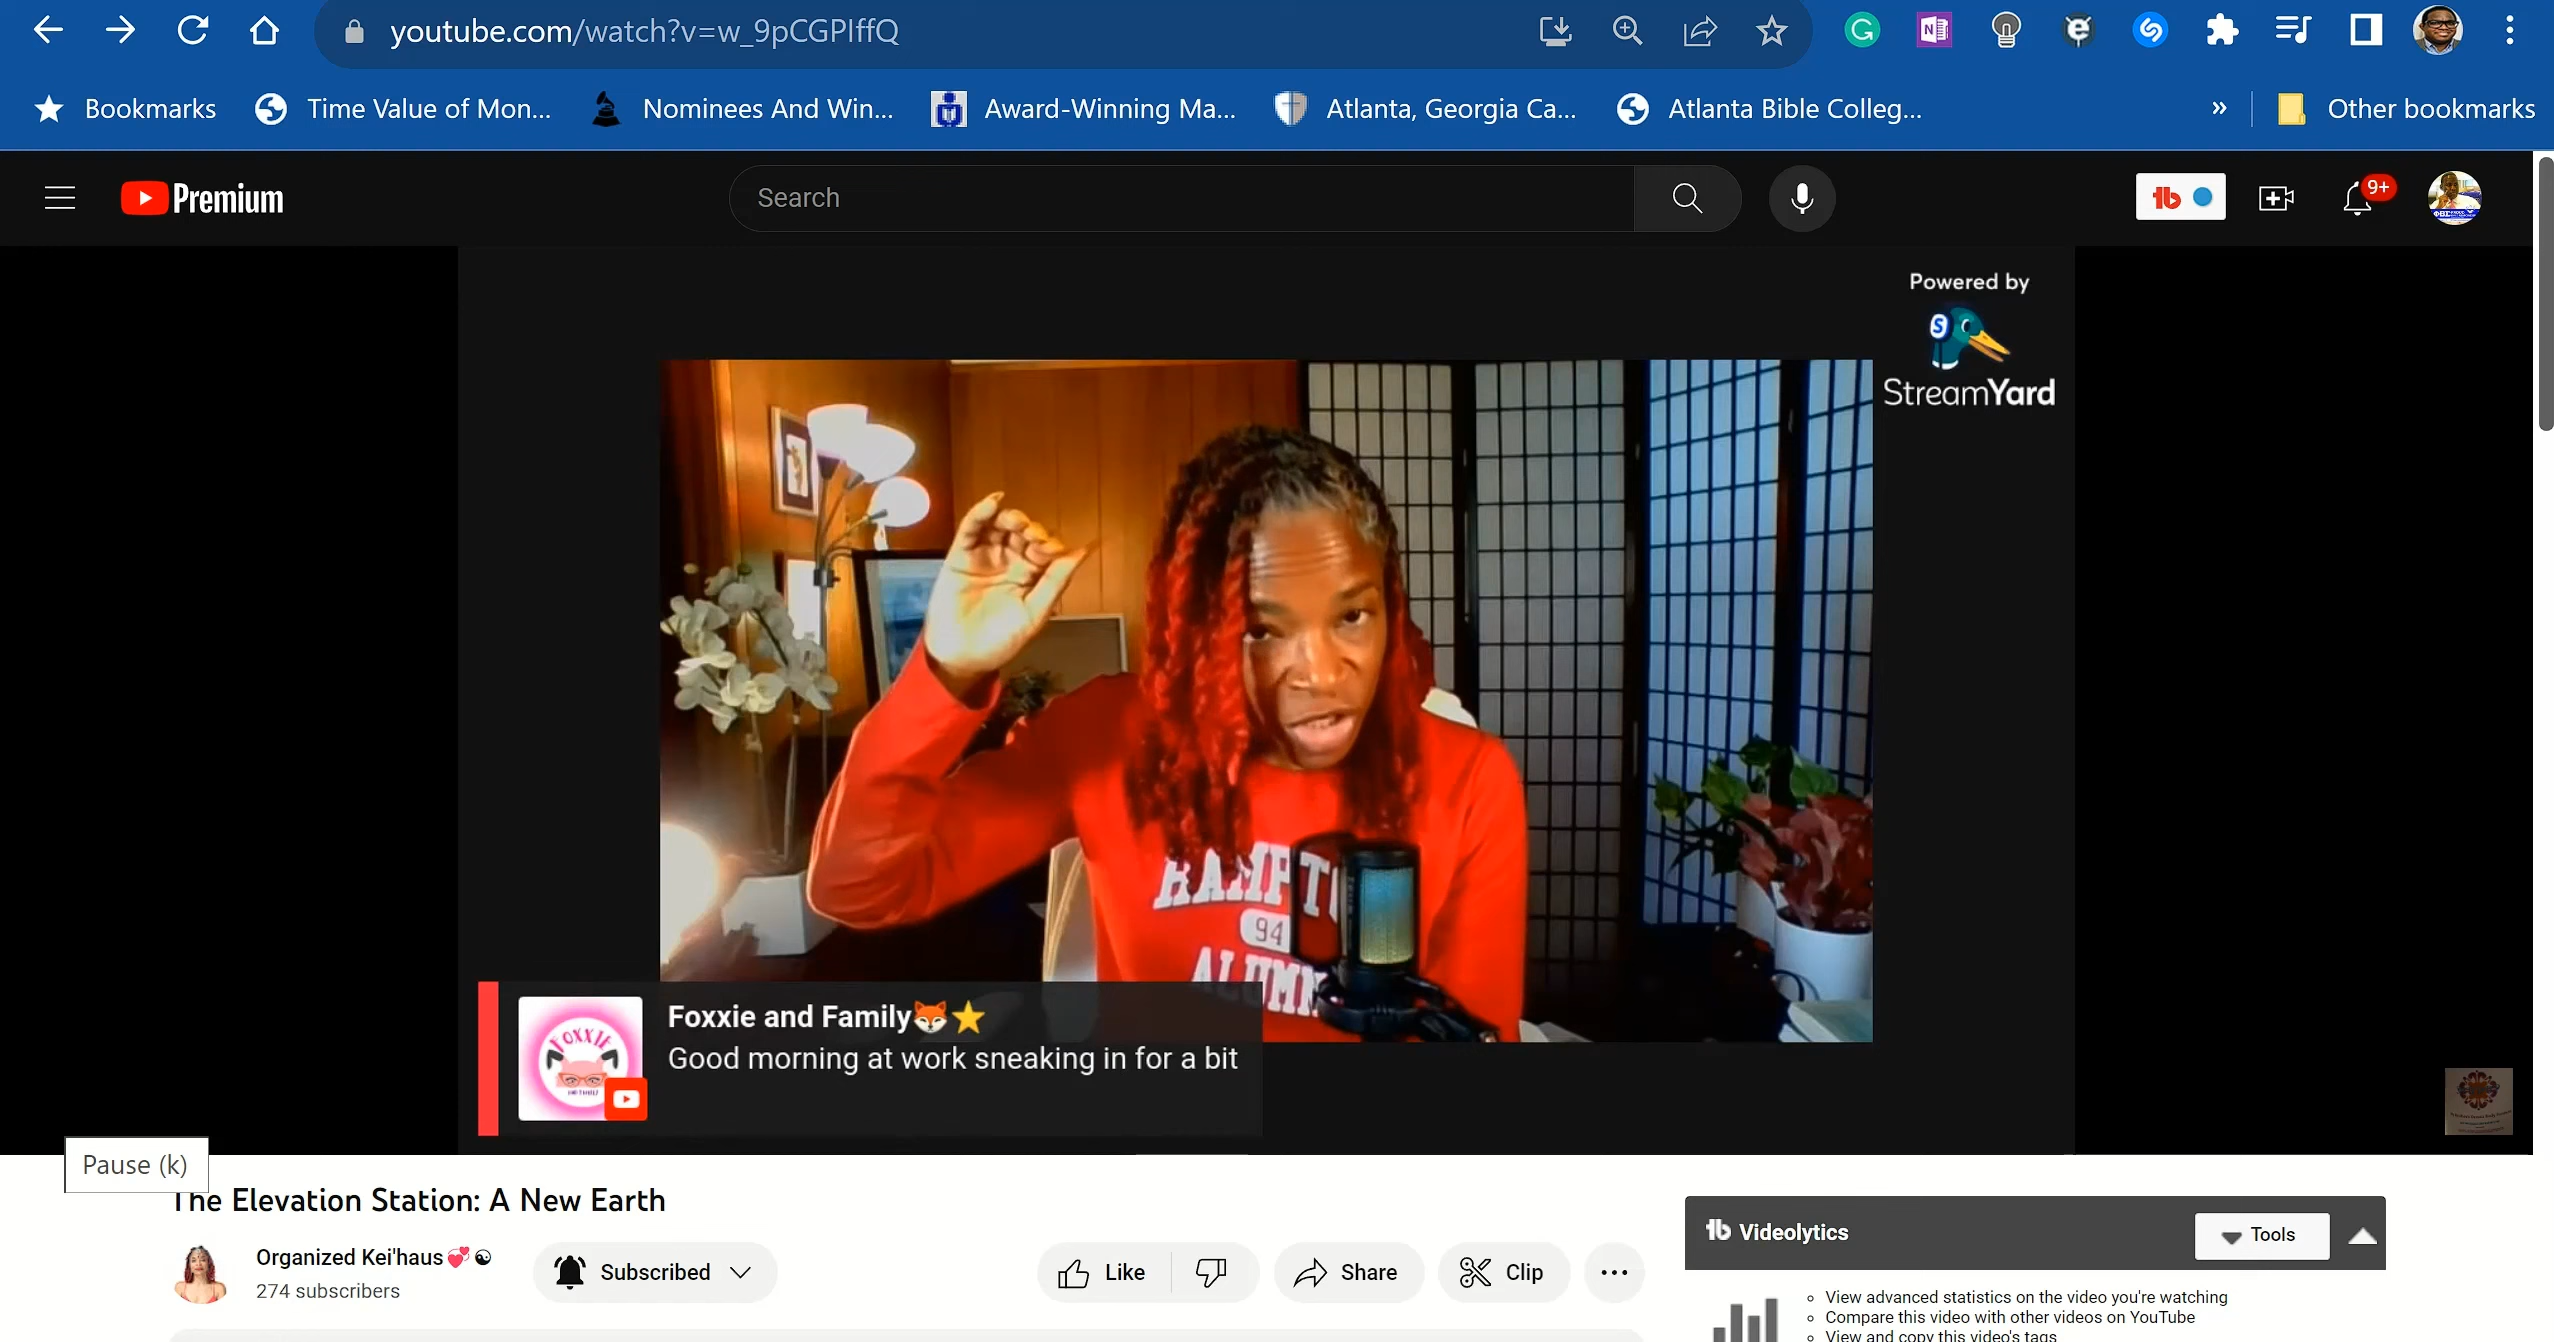 youtube.com/watch?v=w_9pCGPIffQ
Bookmarks
Time Value of Mon...
Nominees And Win...
Award-Winning Ma...
Atlanta, Georgia Ca...
Atlanta Bible Colleg...
»
Other bookmarks
Premium
Search
9+
Powered by
StreamYard
HAMPT
94
ALUMN
Foxxie and Family🦊⭐
Good morning at work sneaking in for a bit
FOXXIE
Pause (k)
The Elevation Station: A New Earth
Organized Kei'haus💞☯
274 subscribers
Subscribed
Like
Share
Clip
Videolytics
Tools
View advanced statistics on the video you're watching
Compare this video with other videos on YouTube
View and copy this video's tags